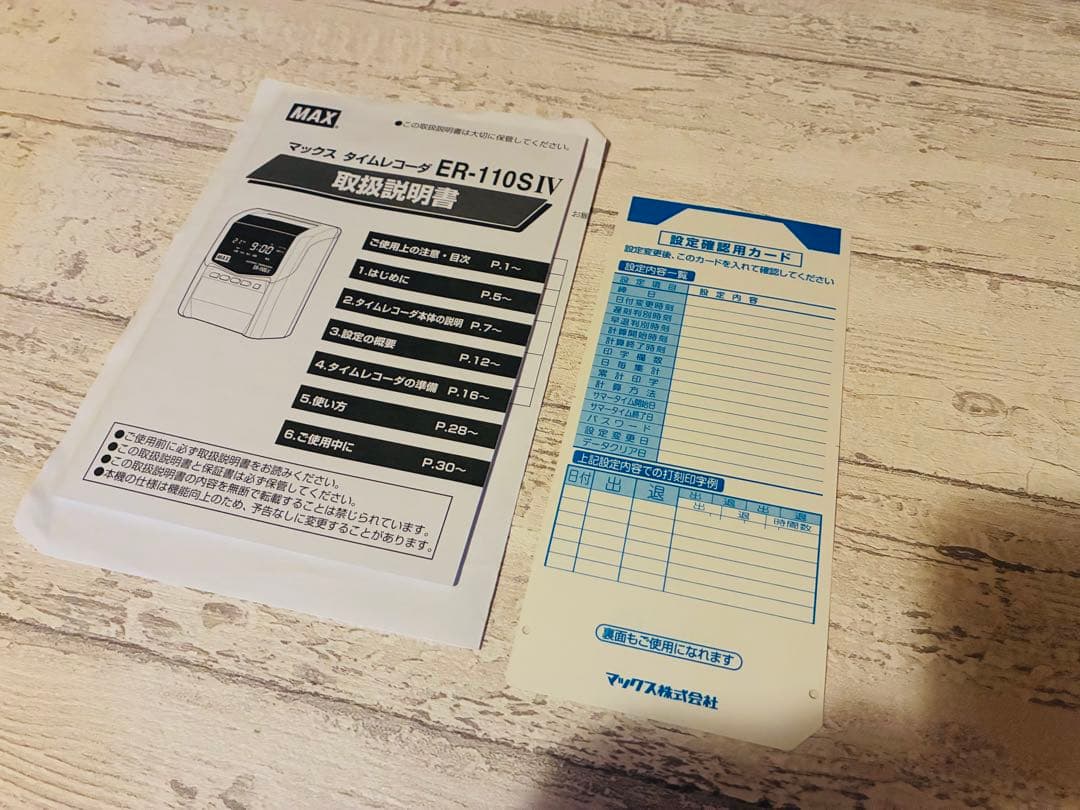 MAX
●この取扱説明書は大切に保管してください。
マックス タイムレコーダ ER-110SⅣ
取扱説明書
21
9:00
MAX
ご使用上の注意・目次 P.1～
1.はじめに P.5～
2.タイムレコーダ本体の説明 P.7～
3.設定の概要 P.12～
4.タイムレコーダの準備 P.16～
5.使い方 P.28～
6.ご使用中に P.30～
●ご使用前に必ず取扱説明書をお読みください。
●この取扱説明書と保証書は必ず保管してください。
●この取扱説明書の内容を無断で転載することは禁じられています。
●本機の仕様は機能向上のため、予告なしに変更することがあります。
設定確認用カード
設定変更後、このカードを入れて確認してください
設定内容一覧
設定項目 設定内容
締日
日付変更時刻
遅刻判別時刻
早退判別時刻
計算開始時刻
計算終了時刻
印字欄数
日毎集計
累計印字
計算方法
サマータイム開始日
サマータイム終了日
パスワード
設定変更日
データクリア日
上記設定内容での打刻印字例
日付 出 退 出 退 出 退
出 退 時間数
裏面もご使用になれます
マックス株式会社